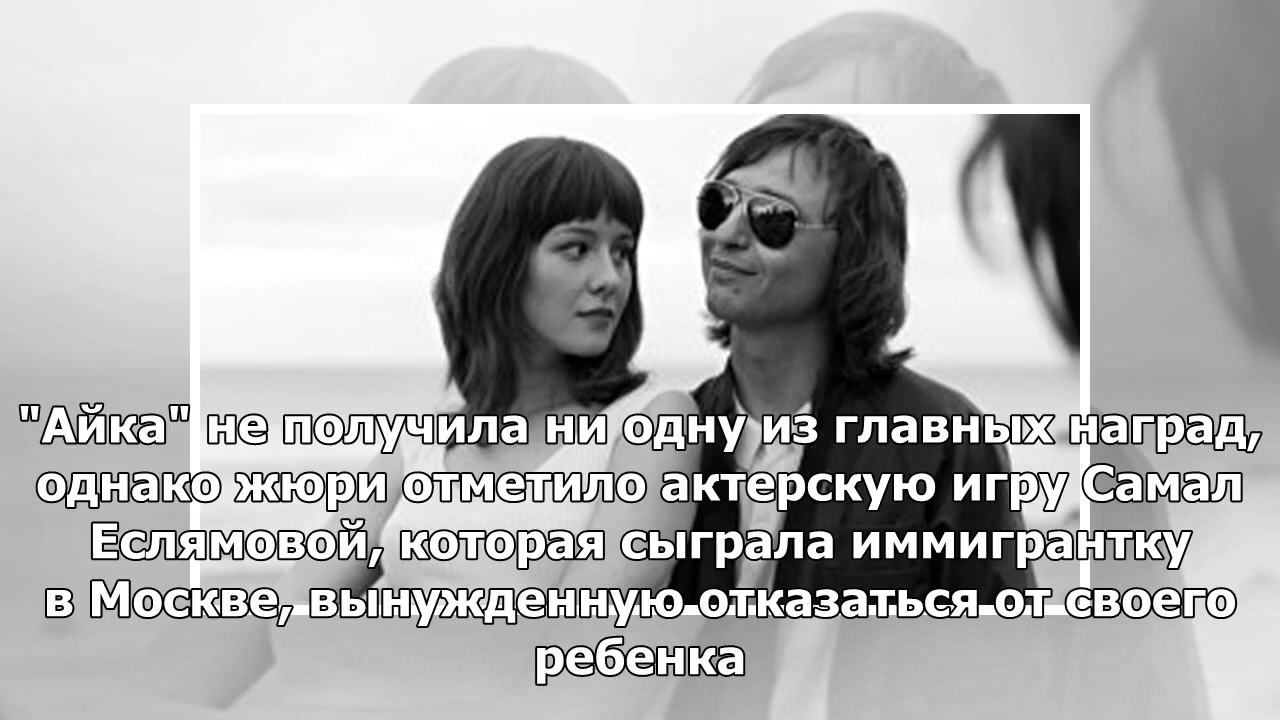 "Айка" не получила ни одну из главных наград,
однако жюри отметило актерскую игру Самал
Еслямовой, которая сыграла иммигрантку
в Москве, вынужденную отказаться от своего
ребенка